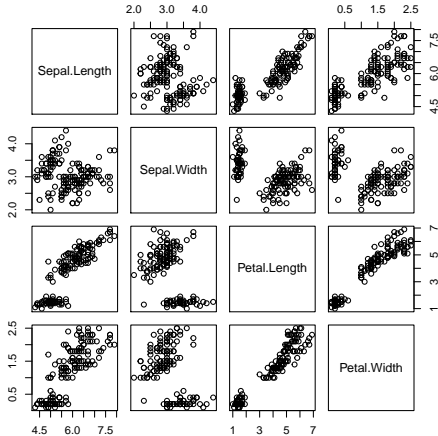 2.0 3.0 4.0 0.5 1.5 2.5
Sepal.Length
4.5 6.0 7.5
2.0 3.0 4.0
Sepal.Width
Petal.Length
1 3 5 7
0.5 1.5 2.5
Petal.Width
4.5 6.0 7.5 1 3 5 7